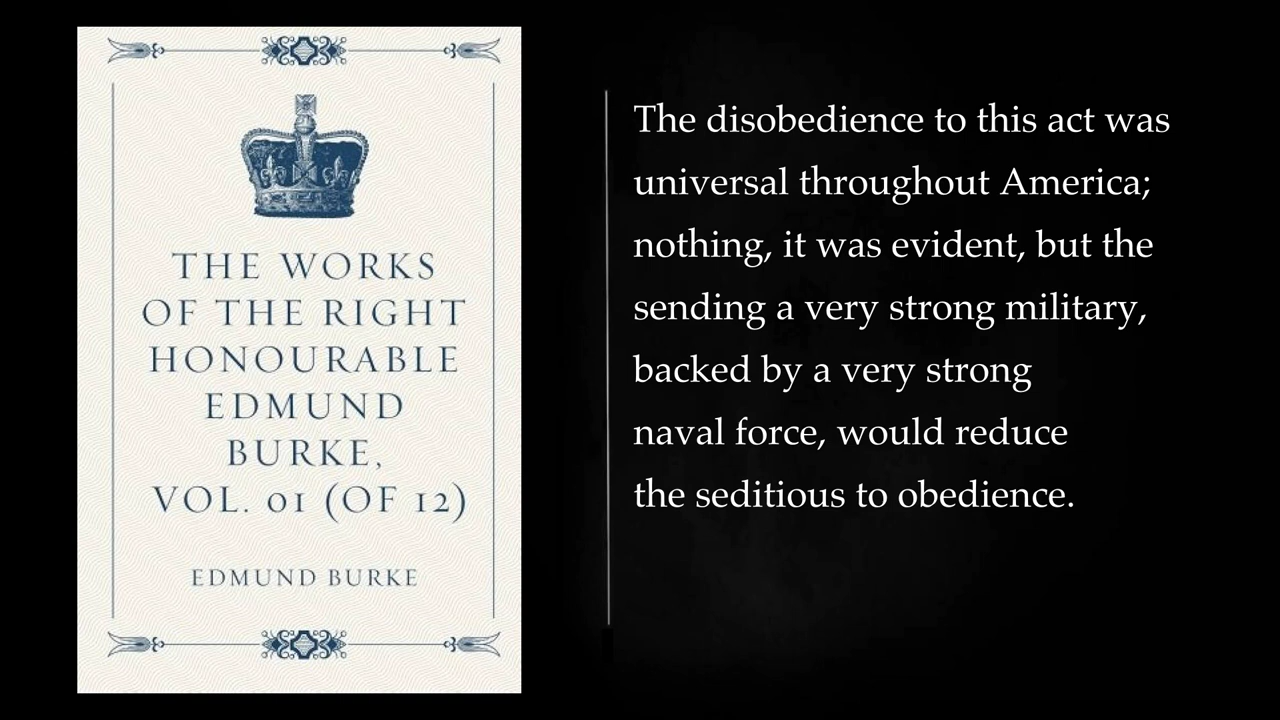 THE WORKS
OF THE RIGHT
HONOURABLE
EDMUND
BURKE,
VOL. 01 (OF 12)
EDMUND BURKE
The disobedience to this act was
universal throughout America;
nothing, it was evident, but the
sending a very strong military,
backed by a very strong
naval force, would reduce
the seditious to obedience.